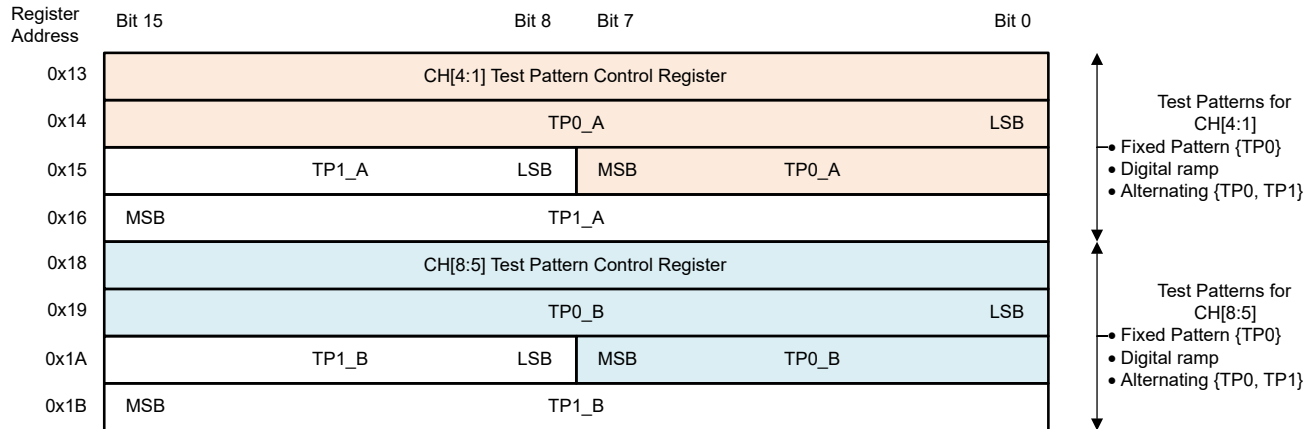 Register
Address
Bit 15 Bit 8 Bit 7 Bit 0
0x13 CH[4:1] Test Pattern Control Register
0x14 TP0_A LSB
0x15 TP1_A LSB MSB TP0_A
0x16 MSB TP1_A
Test Patterns for
CH[4:1]
• Fixed Pattern {TP0}
• Digital ramp
• Alternating {TP0, TP1}
0x18 CH[8:5] Test Pattern Control Register
0x19 TP0_B LSB
0x1A TP1_B LSB MSB TP0_B
0x1B MSB TP1_B
Test Patterns for
CH[8:5]
• Fixed Pattern {TP0}
• Digital ramp
• Alternating {TP0, TP1}